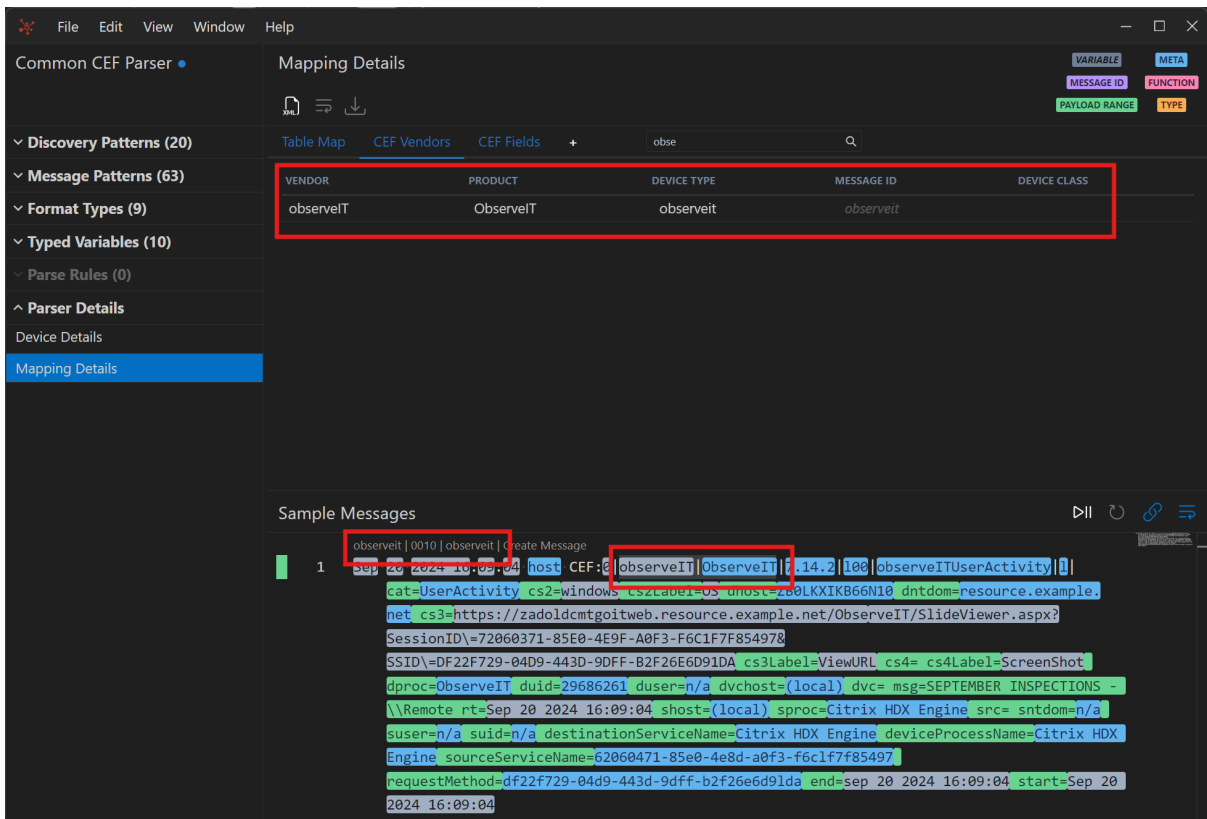 File Edit View Window Help
Common CEF Parser
Mapping Details
VARIABLE META
MESSAGE ID FUNCTION
PAYLOAD RANGE TYPE
XML
Discovery Patterns (20)
Message Patterns (63)
Format Types (9)
Typed Variables (10)
Parse Rules (0)
Parser Details
Device Details
Mapping Details
Table Map CEF Vendors CEF Fields + obse
VENDOR PRODUCT DEVICE TYPE MESSAGE ID DEVICE CLASS
observeIT ObserveIT observeit observeit
Sample Messages
observeit | 0010 | observeit | Create Message
1 Sep 20 2024 16:09:04 host CEF:0|observeIT|ObserveIT|7.14.2|100|observeITUserActivity|l|
cat=UserActivity cs2=windows cs2Label=OS dhost=ZB0LKXIKB66N10 dntdom=resource.example.
net cs3=https://zadoldcmtgoitweb.resource.example.net/ObserveIT/SlideViewer.aspx?
SessionID\=72060371-85E0-4E9F-A0F3-F6C1F7F85497&
SSID\=DF22F729-04D9-443D-9DFF-B2F26E6D91DA cs3Label=ViewURL cs4= cs4Label=ScreenShot
dproc=ObserveIT duid=29686261 duser=n/a dvchost=(local) dvc= msg=SEPTEMBER INSPECTIONS -
\\Remote rt=Sep 20 2024 16:09:04 shost=(local) sproc=Citrix HDX Engine src= sntdom=n/a
suser=n/a suid=n/a destinationServiceName=Citrix HDX Engine deviceProcessName=Citrix HDX
Engine sourceServiceName=62060471-85e0-4e8d-a0f3-f6clf7f85497
requestMethod=df22f729-04d9-443d-9dff-b2f26e6d9lda end=sep 20 2024 16:09:04 start=Sep 20
2024 16:09:04